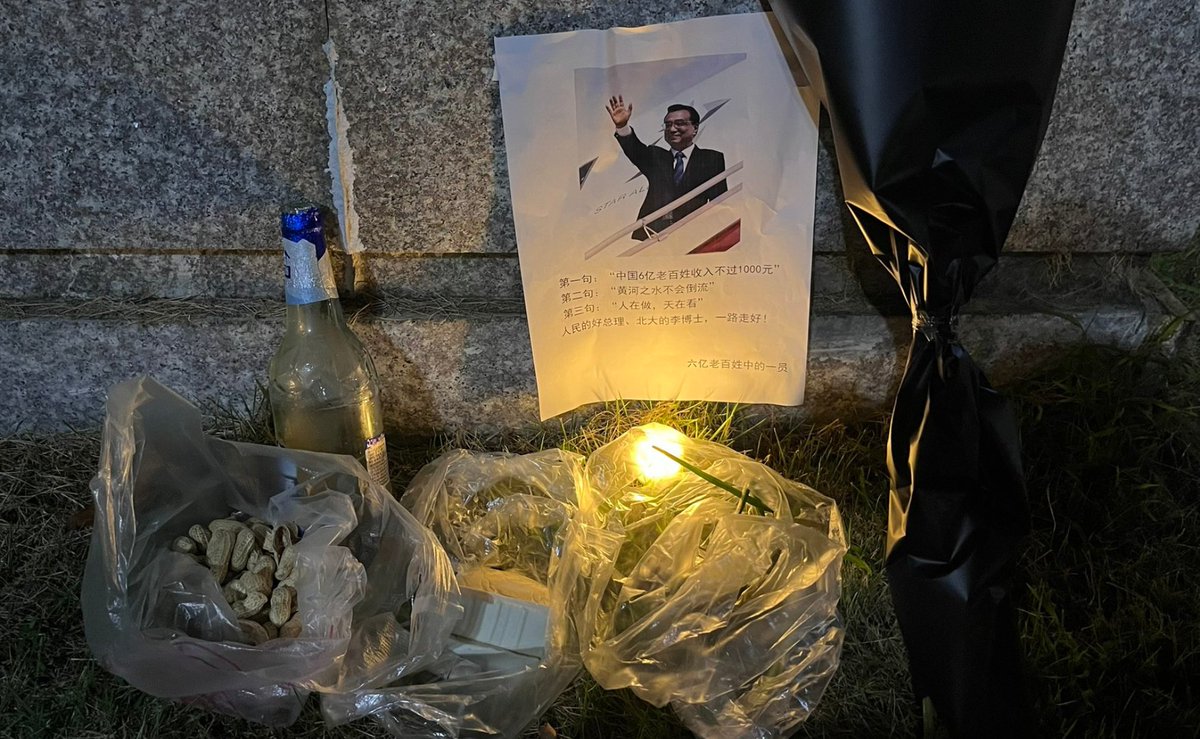 STAR AL
第一句：“中国6亿老百姓收入不过1000元”
第二句：“黄河之水不会倒流”
第三句：“人在做，天在看”
人民的好总理、北大的李博士，一路走好！
六亿老百姓中的一员